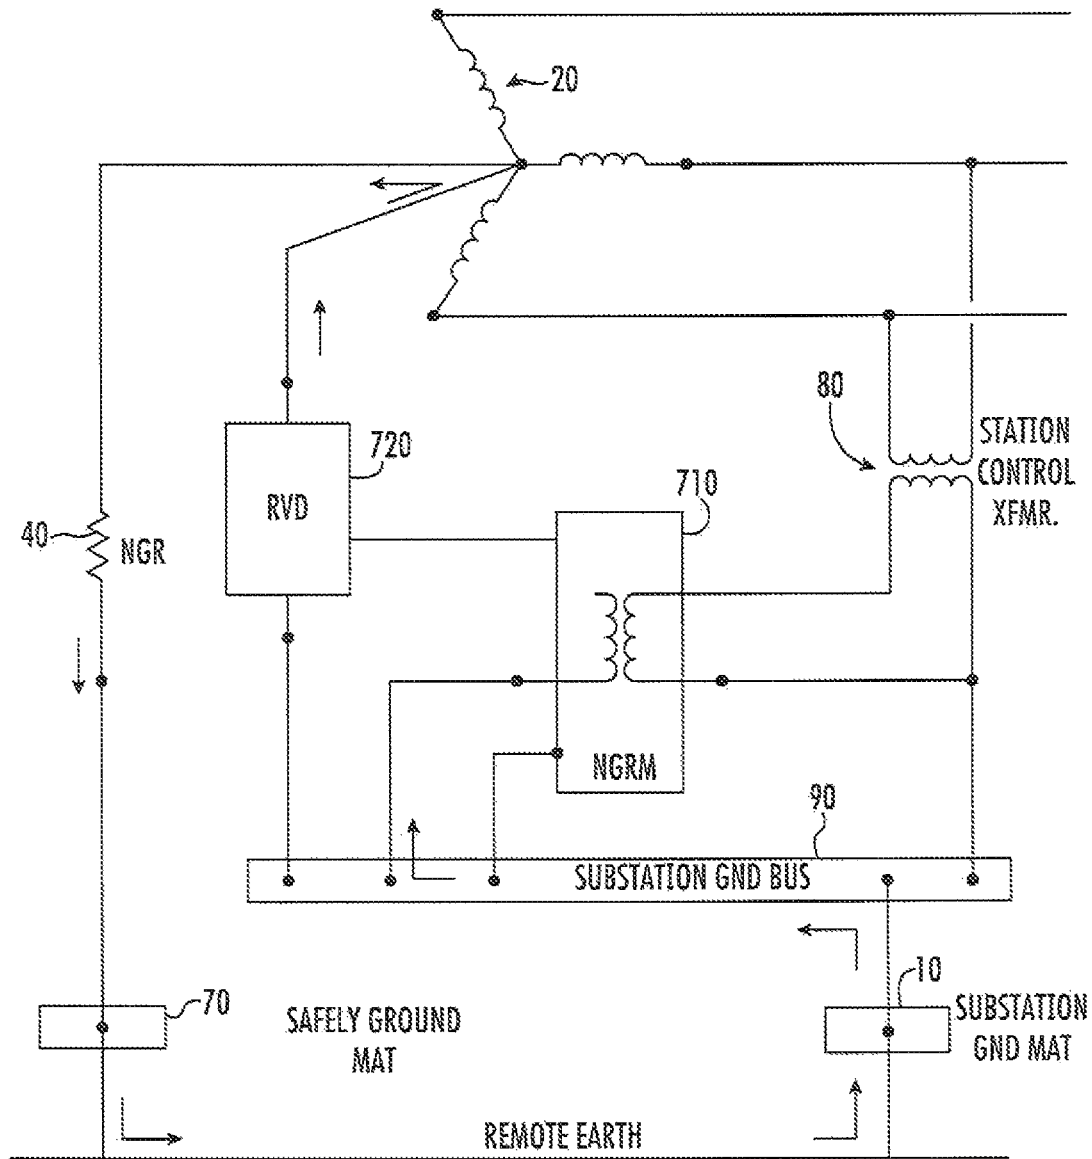 20
80
STATION
CONTROL
XFMR.
720
RVD
710
40
NGR
NGRM
90
SUBSTATION GND BUS
70
SAFELY GROUND
MAT
10
SUBSTATION
GND MAT
REMOTE EARTH